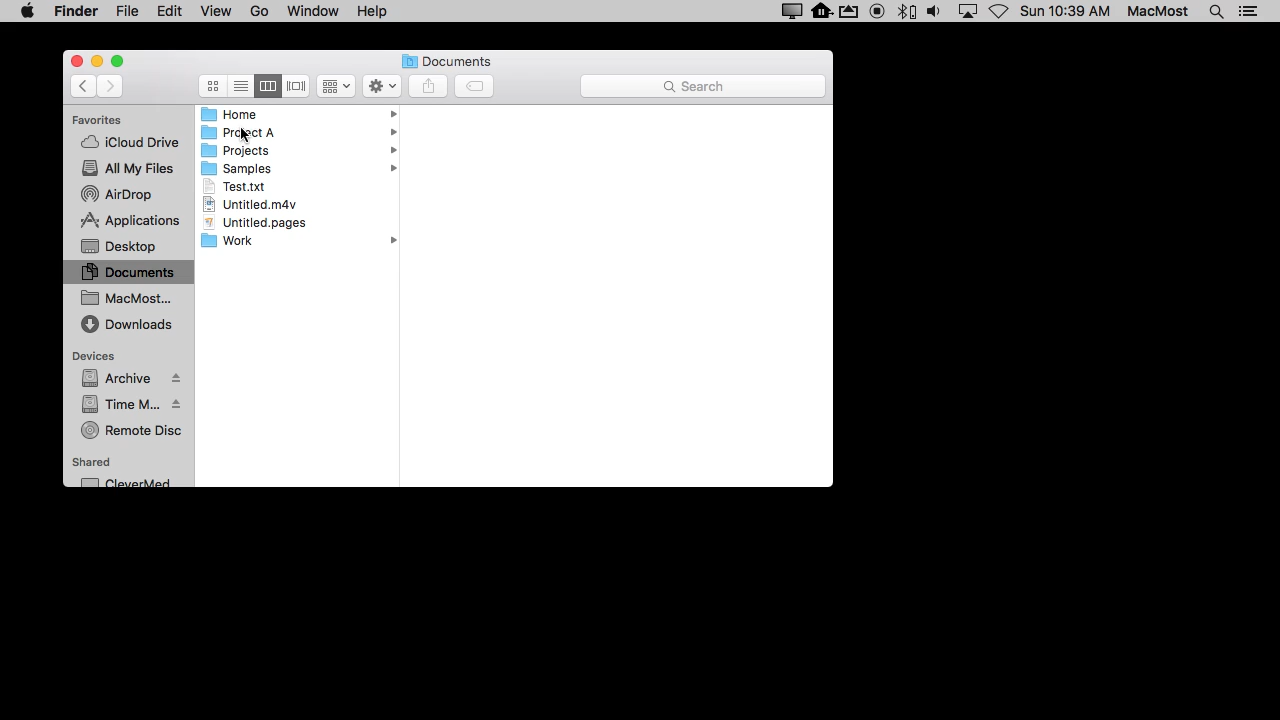 Finder File Edit View Go Window Help Sun 10:39 AM MacMost
Documents
Search
Favorites
iCloud Drive
All My Files
AirDrop
Applications
Desktop
Documents
MacMost...
Downloads
Devices
Archive
Time M...
Remote Disc
Shared
CleverMed
Home
Project A
Projects
Samples
Test.txt
Untitled.m4v
Untitled.pages
Work